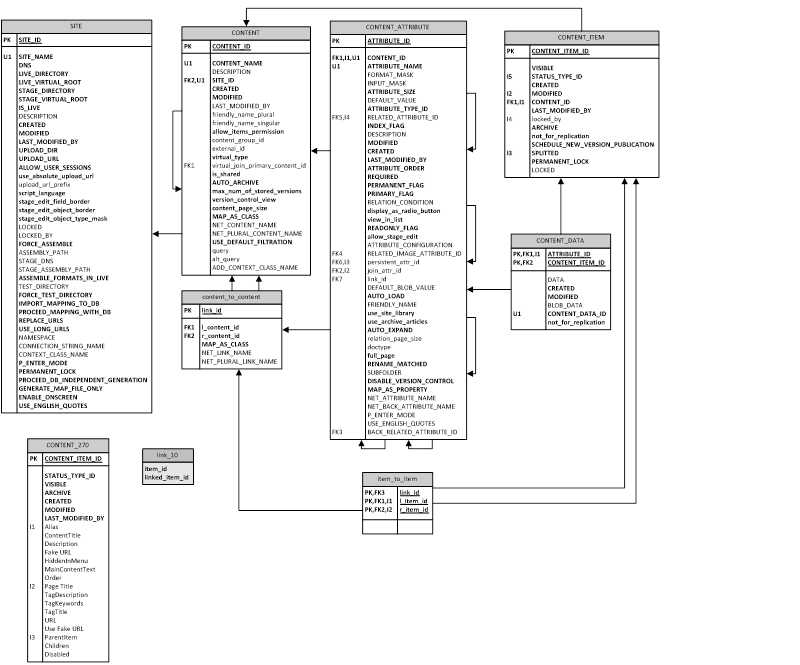 SITE
PK SITE_ID
U1 SITE_NAME
DNS
LIVE_DIRECTORY
LIVE_VIRTUAL_ROOT
STAGE_DIRECTORY
STAGE_VIRTUAL_ROOT
IS_LIVE
DESCRIPTION
CREATED
MODIFIED
LAST_MODIFIED_BY
UPLOAD_DIR
UPLOAD_URL
ALLOW_USER_SESSIONS
use_absolute_upload_url
upload_url_prefix
script_language
stage_edit_field_border
stage_edit_object_border
stage_edit_object_type_mask
LOCKED
LOCKED_BY
FORCE_ASSEMBLE
ASSEMBLY_PATH
STAGE_DNS
STAGE_ASSEMBLY_PATH
ASSEMBLE_FORMATS_IN_LIVE
TEST_DIRECTORY
FORCE_TEST_DIRECTORY
IMPORT_MAPPING_TO_DB
PROCEED_MAPPING_WITH_DB
REPLACE_URLS
USE_LONG_URLS
NAMESPACE
CONNECTION_STRING_NAME
CONTEXT_CLASS_NAME
P_ENTER_MODE
PERMANENT_LOCK
PROCEED_DB_INDEPENDENT_GENERATION
GENERATE_MAP_FILE_ONLY
ENABLE_ONSCREEN
USE_ENGLISH_QUOTES
CONTENT
PK CONTENT_ID
U1 CONTENT_NAME
DESCRIPTION
FK2,U1 SITE_ID
CREATED
MODIFIED
LAST_MODIFIED_BY
friendly_name_plural
friendly_name_singular
allow_items_permission
content_group_id
external_id
virtual_type
FK1 virtual_join_primary_content_id
is_shared
AUTO_ARCHIVE
max_num_of_stored_versions
version_control_view
content_page_size
MAP_AS_CLASS
NET_CONTENT_NAME
NET_PLURAL_CONTENT_NAME
USE_DEFAULT_FILTRATION
query
alt_query
ADD_CONTEXT_CLASS_NAME
content_to_content
PK link_id
FK1 l_content_id
FK2 r_content_id
MAP_AS_CLASS
NET_LINK_NAME
NET_PLURAL_LINK_NAME
CONTENT_ATTRIBUTE
PK ATTRIBUTE_ID
FK1,I1,U1 CONTENT_ID
U1 ATTRIBUTE_NAME
FORMAT_MASK
INPUT_MASK
ATTRIBUTE_SIZE
DEFAULT_VALUE
ATTRIBUTE_TYPE_ID
FK5,I4 RELATED_ATTRIBUTE_ID
INDEX_FLAG
DESCRIPTION
MODIFIED
CREATED
LAST_MODIFIED_BY
ATTRIBUTE_ORDER
REQUIRED
PERMANENT_FLAG
PRIMARY_FLAG
RELATION_CONDITION
display_as_radio_button
view_in_list
READONLY_FLAG
allow_stage_edit
ATTRIBUTE_CONFIGURATION
FK4 RELATED_IMAGE_ATTRIBUTE_ID
FK6,I3 persistent_attr_id
FK2,I2 join_attr_id
FK7 link_id
DEFAULT_BLOB_VALUE
AUTO_LOAD
FRIENDLY_NAME
use_site_library
use_archive_articles
AUTO_EXPAND
relation_page_size
doctype
full_page
RENAME_MATCHED
SUBFOLDER
DISABLE_VERSION_CONTROL
MAP_AS_PROPERTY
NET_ATTRIBUTE_NAME
NET_BACK_ATTRIBUTE_NAME
P_ENTER_MODE
USE_ENGLISH_QUOTES
FK3 BACK_RELATED_ATTRIBUTE_ID
CONTENT_ITEM
PK CONTENT_ITEM_ID
VISIBLE
I5 STATUS_TYPE_ID
CREATED
I2 MODIFIED
FK1,I1 CONTENT_ID
LAST_MODIFIED_BY
I4 locked_by
ARCHIVE
not_for_replication
SCHEDULE_NEW_VERSION_PUBLICATION
I3 SPLITTED
PERMANENT_LOCK
LOCKED
CONTENT_DATA
PK,FK1,I1 ATTRIBUTE_ID
PK,FK2 CONTENT_ITEM_ID
DATA
CREATED
MODIFIED
BLOB_DATA
U1 CONTENT_DATA_ID
not_for_replication
CONTENT_270
PK CONTENT_ITEM_ID
STATUS_TYPE_ID
VISIBLE
ARCHIVE
CREATED
MODIFIED
LAST_MODIFIED_BY
I1 Alias
ContentTitle
Description
Fake URL
HiddenInMenu
MainContentText
Order
I2 Page Title
TagDescription
TagKeywords
TagTitle
URL
Use Fake URL
I3 ParentItem
Children
Disabled
link_10
item_id
linked_item_id
item_to_item
PK,FK3 link_id
PK,FK1,I1 l_item_id
PK,FK2,I2 r_item_id